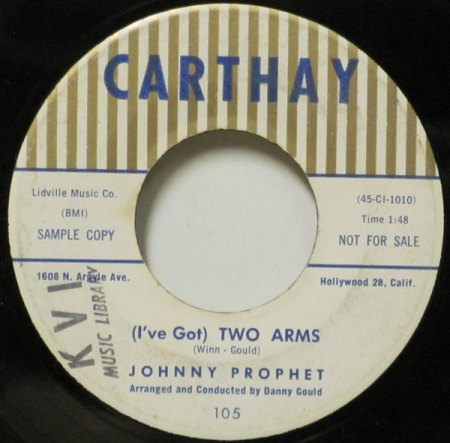 CARTHAY
Lidville Music Co.
(BMI)
SAMPLE COPY
(45-CI-1010)
Time 1:48
NOT FOR SALE
1608 N. Argyle Ave.
Hollywood 28, Calif.
KVI
MUSIC LIBRARY
(I've Got) TWO ARMS
(Winn - Gould)
JOHNNY PROPHET
Arranged and Conducted by Danny Gould
105